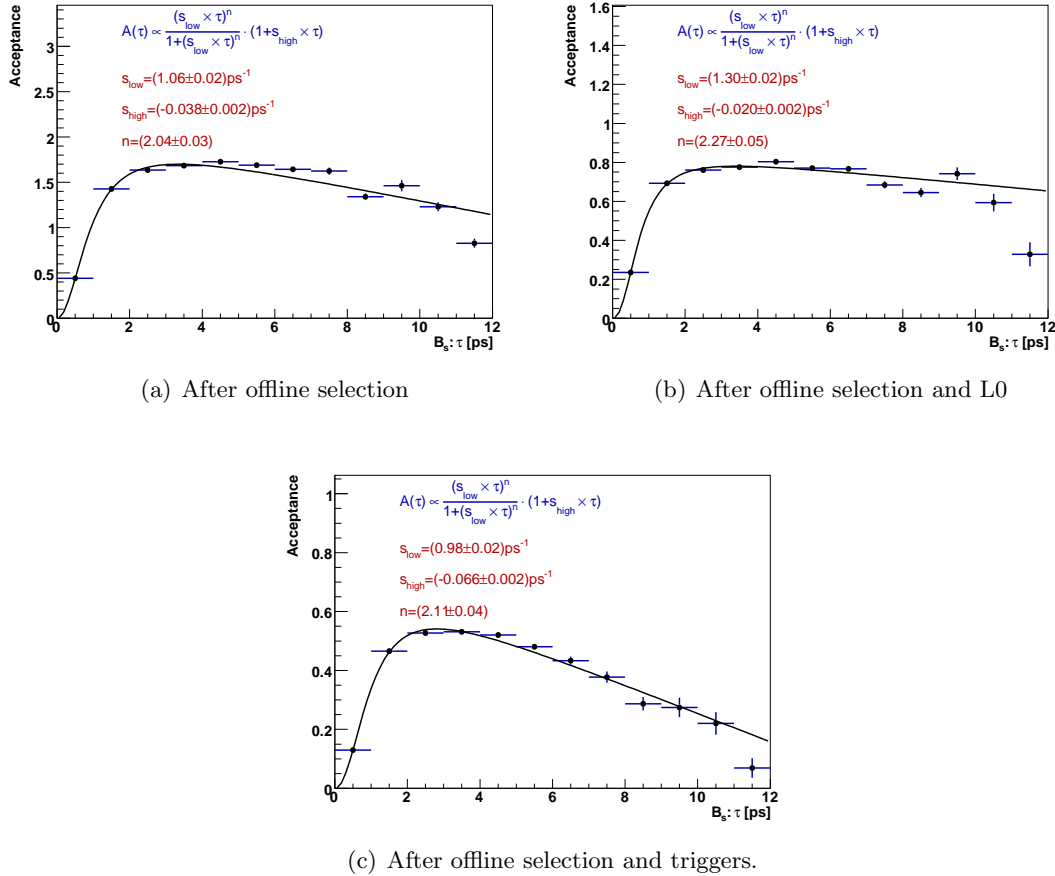 Acceptance
A(τ) ∝ (s_low × τ)^n / 1+(s_low × τ)^n · (1+s_high × τ)
s_low=(1.06±0.02)ps^-1
s_high=(-0.038±0.002)ps^-1
n=(2.04±0.03)
3
2.5
2
1.5
1
0.5
0
0 2 4 6 8 10 12
B_s: τ [ps]
(a) After offline selection
Acceptance
A(τ) ∝ (s_low × τ)^n / 1+(s_low × τ)^n · (1+s_high × τ)
s_low=(1.30±0.02)ps^-1
s_high=(-0.020±0.002)ps^-1
n=(2.27±0.05)
1.6
1.4
1.2
1
0.8
0.6
0.4
0.2
0
0 2 4 6 8 10 12
B_s: τ [ps]
(b) After offline selection and L0
Acceptance
A(τ) ∝ (s_low × τ)^n / 1+(s_low × τ)^n · (1+s_high × τ)
s_low=(0.98±0.02)ps^-1
s_high=(-0.066±0.002)ps^-1
n=(2.11±0.04)
1
0.8
0.6
0.4
0.2
0
0 2 4 6 8 10 12
B_s: τ [ps]
(c) After offline selection and triggers.